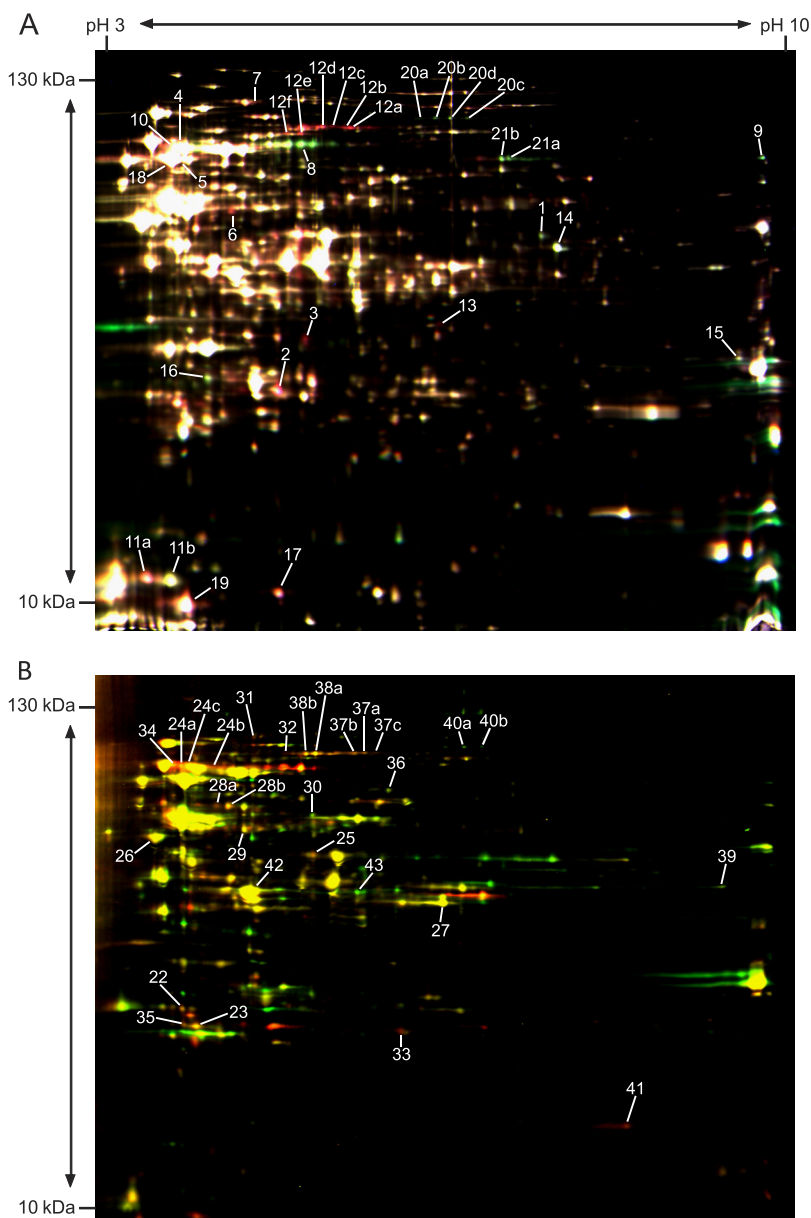 A
pH 3
pH 10
130 kDa
7
12d
12c
20a
20b
20d
4
12e
12b
20c
10
12f
12a
21b
21a
9
8
18
5
6
1
14
13
3
15
16
2
11a
11b
17
19
10 kDa
B
130 kDa
24c
31
38b
38a
37a
34
24a
24b
32
37b
37c
40a
40b
36
28a
28b
30
26
29
25
42
43
39
27
22
35
23
33
41
10 kDa